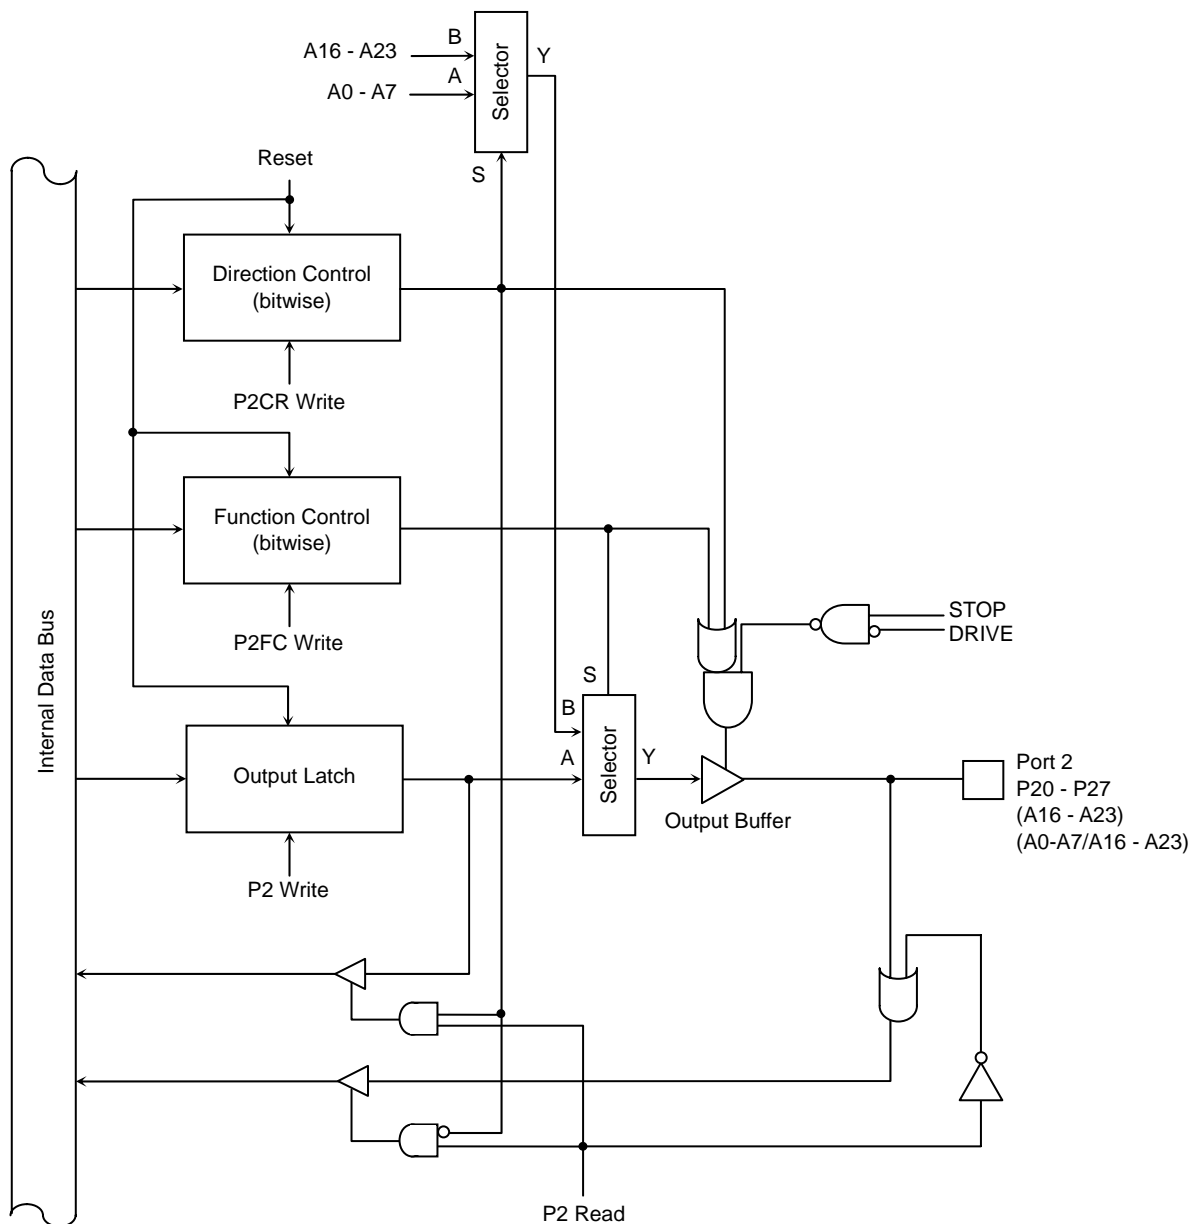 A16 - A23
B
Y
A0 - A7
A
Selector
S
Reset
Direction Control
(bitwise)
P2CR Write
Function Control
(bitwise)
P2FC Write
STOP
DRIVE
Internal Data Bus
S
B
A
Selector
Y
Output Latch
Output Buffer
Port 2
P20 - P27
(A16 - A23)
(A0-A7/A16 - A23)
P2 Write
P2 Read